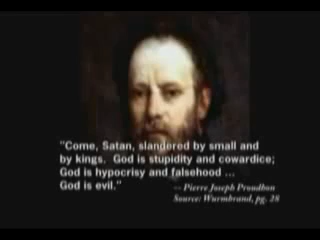 "Come, Satan, slandered by small and
by kings.  God is stupidity and cowardice;
God is hypocrisy and falsehood ...
God is evil."
-- Pierre Joseph Proudhon
Source: Wurmbrand, pg. 28